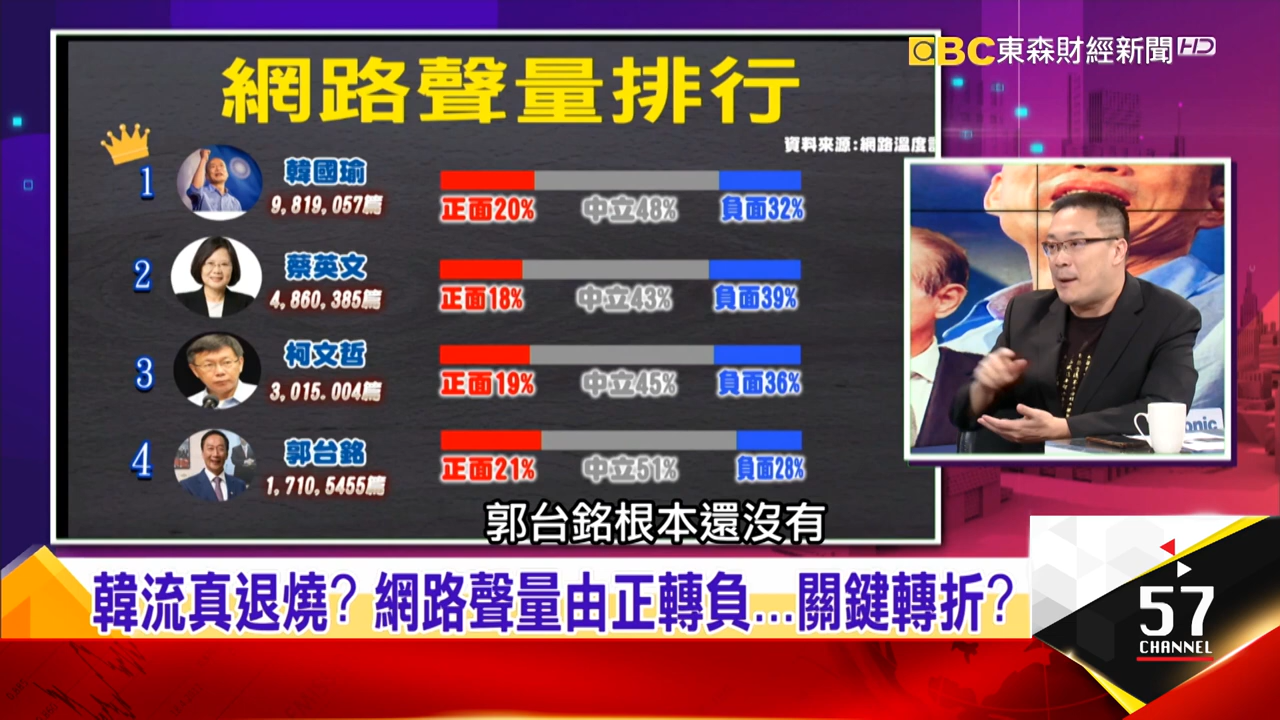 網路聲量排行
EBC東森財經新聞HD
資料來源:網路溫度
1
韓國瑜
9,819,057篇
正面20% 中立48% 負面32%
2
蔡英文
4,860,385篇
正面18% 中立43% 負面39%
3
柯文哲
3,015.004篇
正面19% 中立45% 負面36%
4
郭台銘
1,710,5455篇
正面21% 中立51% 負面28%
郭台銘根本還沒有
韓流真退燒? 網路聲量由正轉負...關鍵轉折?
57
CHANNEL